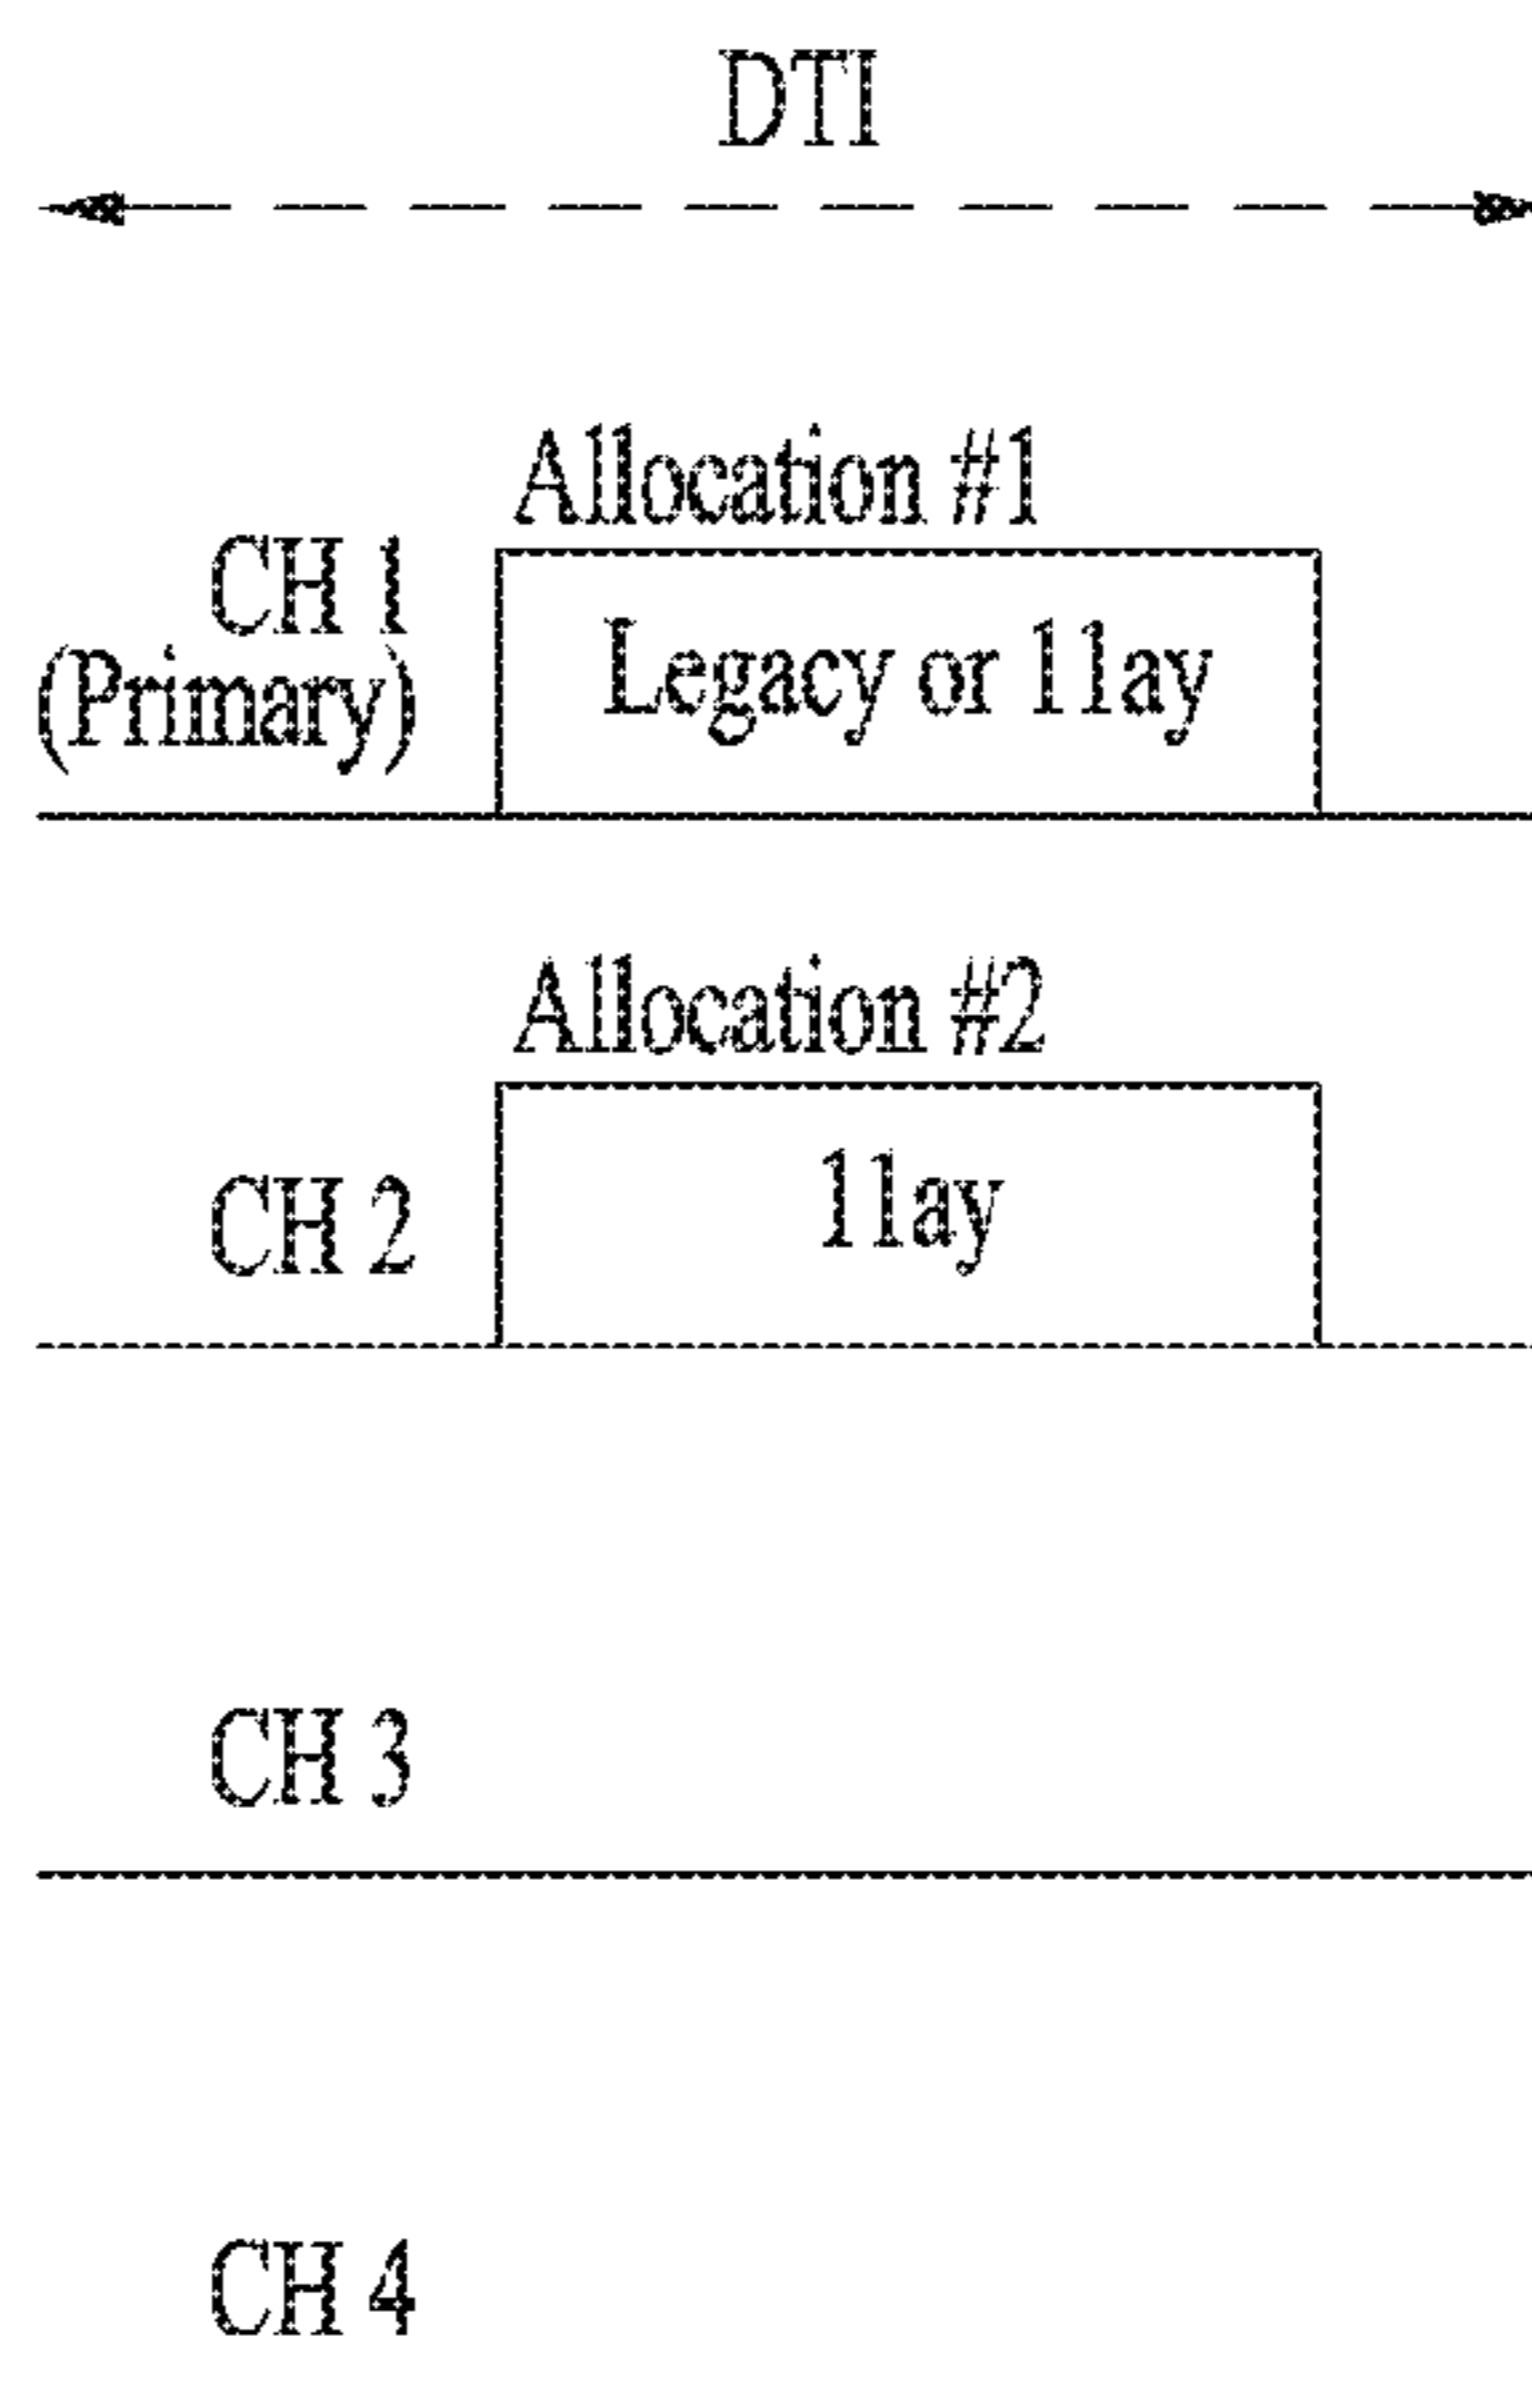 DTI
Allocation #1
CH 1
(Primary)
Legacy or 11ay
Allocation #2
CH 2
11ay
CH 3
CH 4